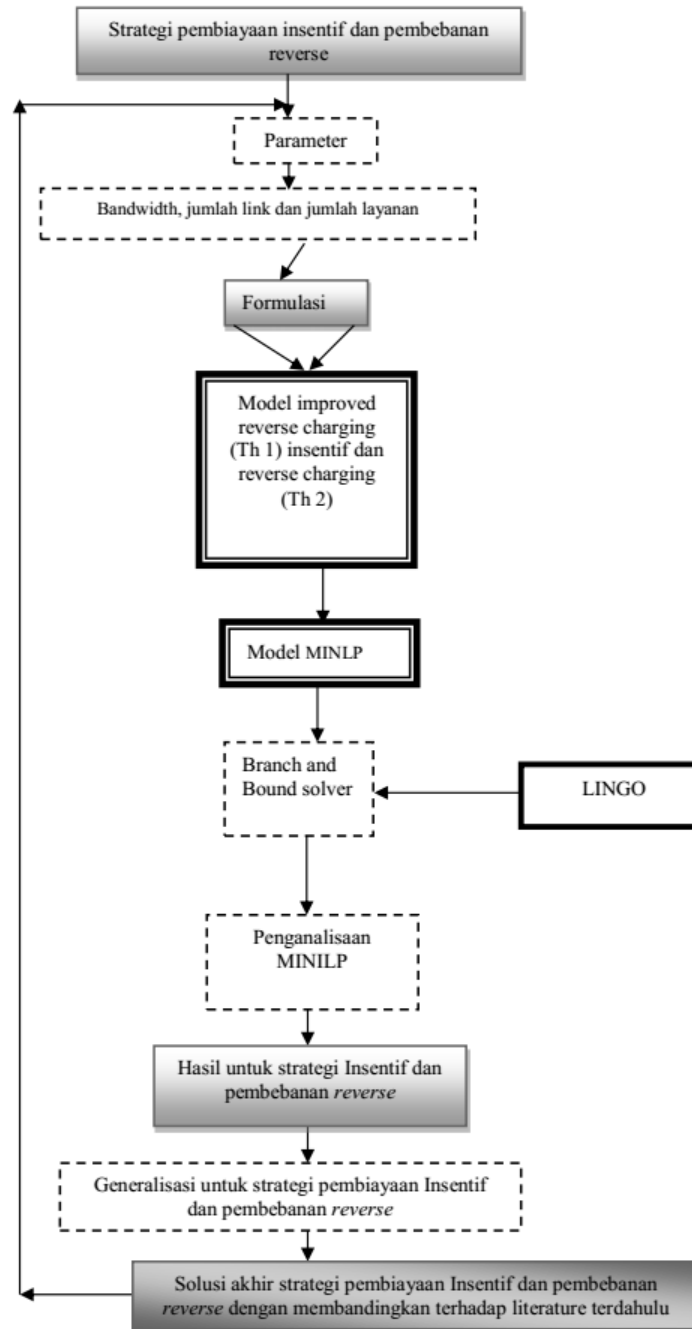 Strategi pembiayaan insentif dan pembebanan
reverse
Parameter
Bandwidth, jumlah link dan jumlah layanan
Formulasi
Model improved
reverse charging
(Th 1) insentif dan
reverse charging
(Th 2)
Model MINLP
Branch and
Bound solver
LINGO
Penganalisaan
MINILP
Hasil untuk strategi Insentif dan
pembebanan reverse
Generalisasi untuk strategi pembiayaan Insentif
dan pembebanan reverse
Solusi akhir strategi pembiayaan Insentif dan pembebanan
reverse dengan membandingkan terhadap literature terdahulu